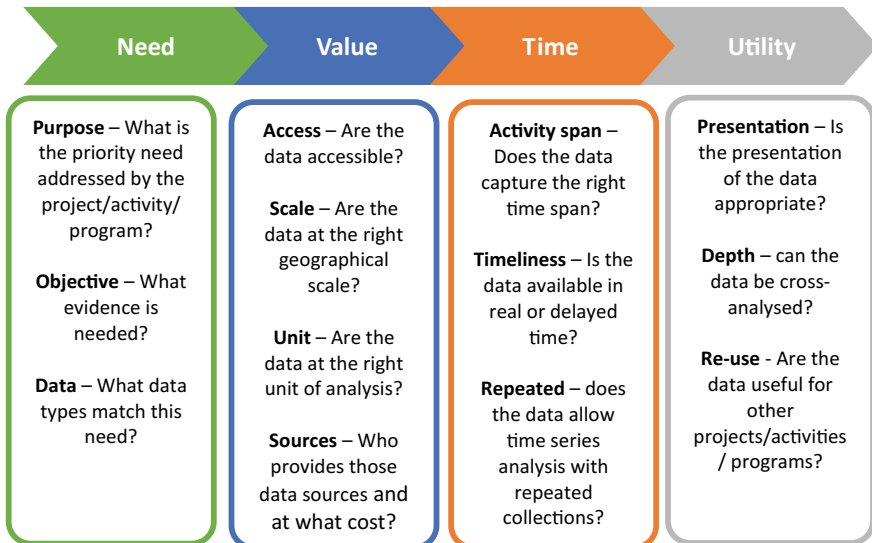 Need
Value
Time
Utility
Purpose – What is
the priority need
addressed by the
project/activity/
program?
Objective – What
evidence is
needed?
Data – What data
types match this
need?
Access – Are the
data accessible?
Scale – Are the
data at the right
geographical
scale?
Unit – Are the
data at the right
unit of analysis?
Sources – Who
provides those
data sources and
at what cost?
Activity span –
Does the data
capture the right
time span?
Timeliness – Is the
data available in
real or delayed
time?
Repeated – does
the data allow
time series
analysis with
repeated
collections?
Presentation – Is
the presentation
of the data
appropriate?
Depth – can the
data be cross-
analysed?
Re-use - Are the
data useful for
other
projects/activities
/ programs?